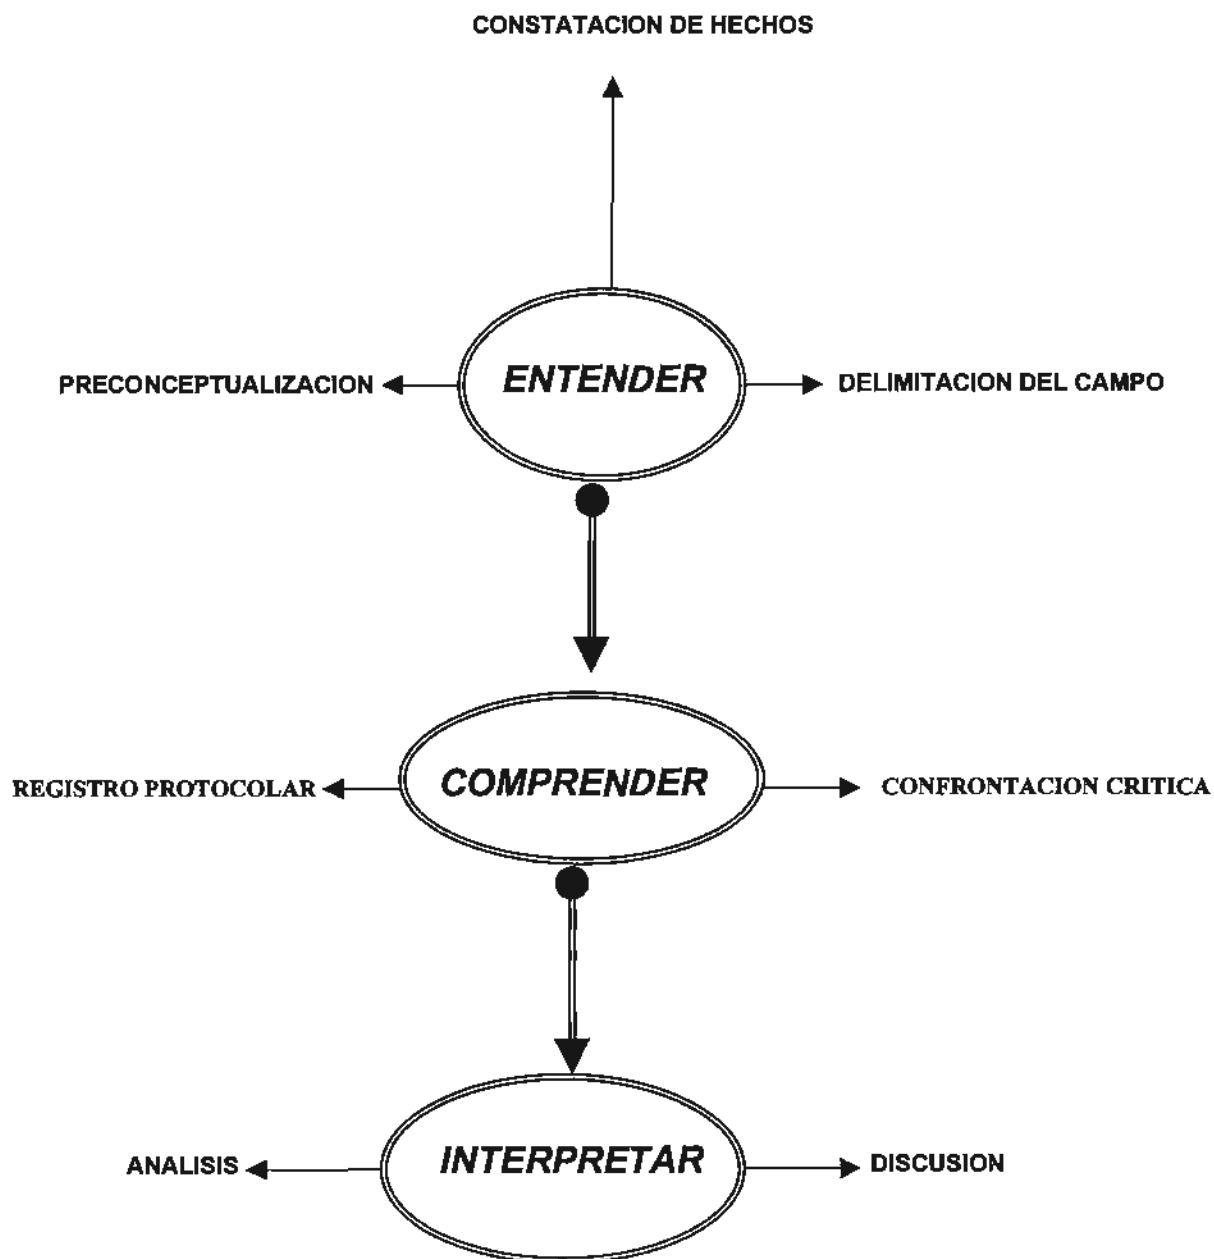 CONSTATACION DE HECHOS
PRECONCEPTUALIZACION
ENTENDER
DELIMITACION DEL CAMPO
REGISTRO PROTOCOLAR
COMPRENDER
CONFRONTACION CRITICA
ANALISIS
INTERPRETAR
DISCUSION